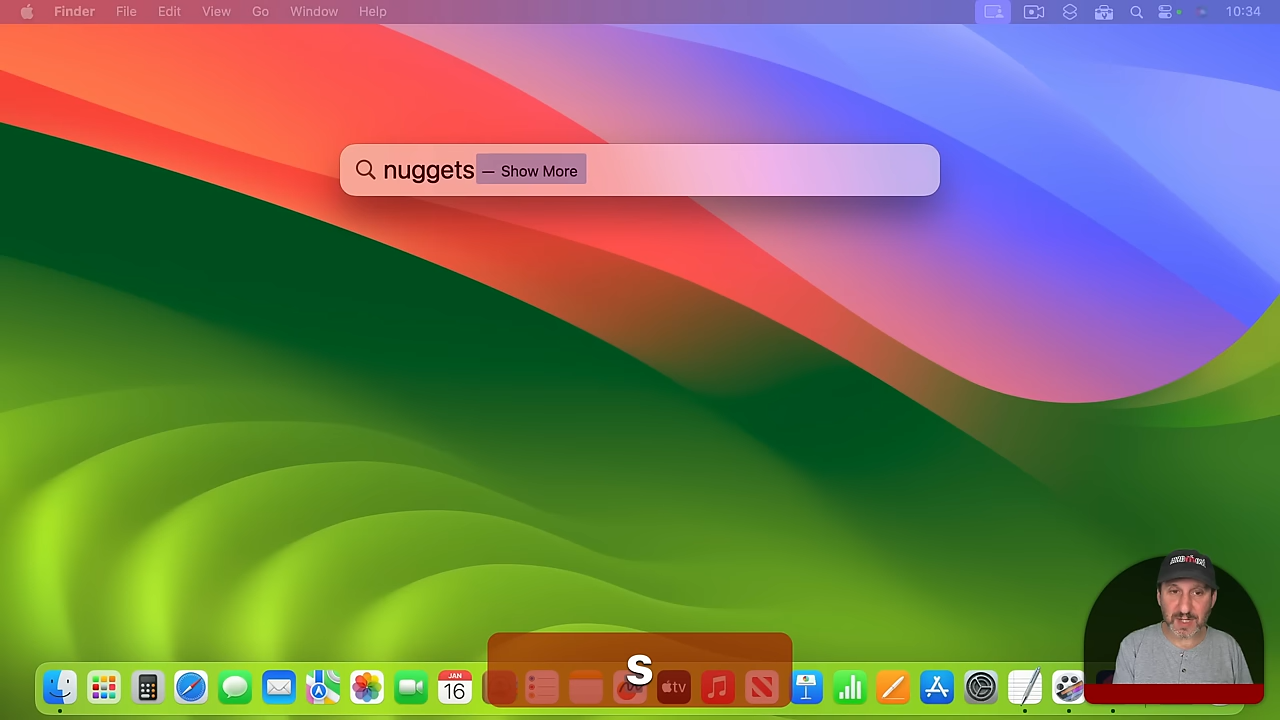 Finder File Edit View Go Window Help 10:34
nuggets — Show More
S
JAN
16
tv